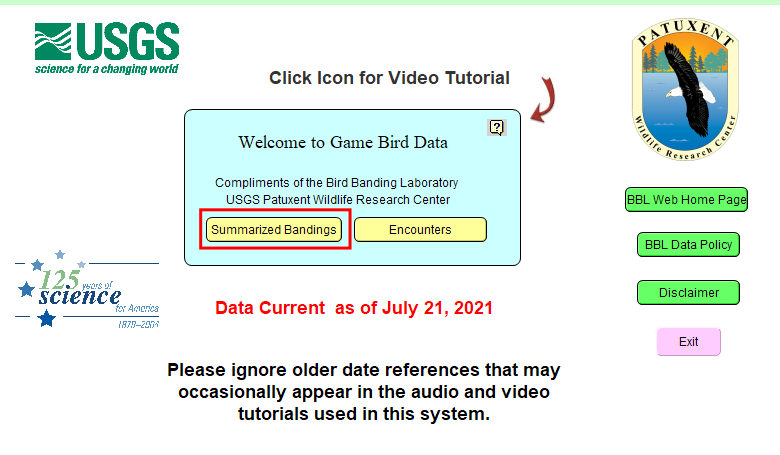 USGS
science for a changing world
PATUXENT
Wildlife Research Center
Click Icon for Video Tutorial
?
Welcome to Game Bird Data
Compliments of the Bird Banding Laboratory
USGS Patuxent Wildlife Research Center
Summarized Bandings
Encounters
BBL Web Home Page
BBL Data Policy
Disclaimer
Exit
125 years of
science
for America
1879–2004
Data Current as of July 21, 2021
Please ignore older date references that may
occasionally appear in the audio and video
tutorials used in this system.